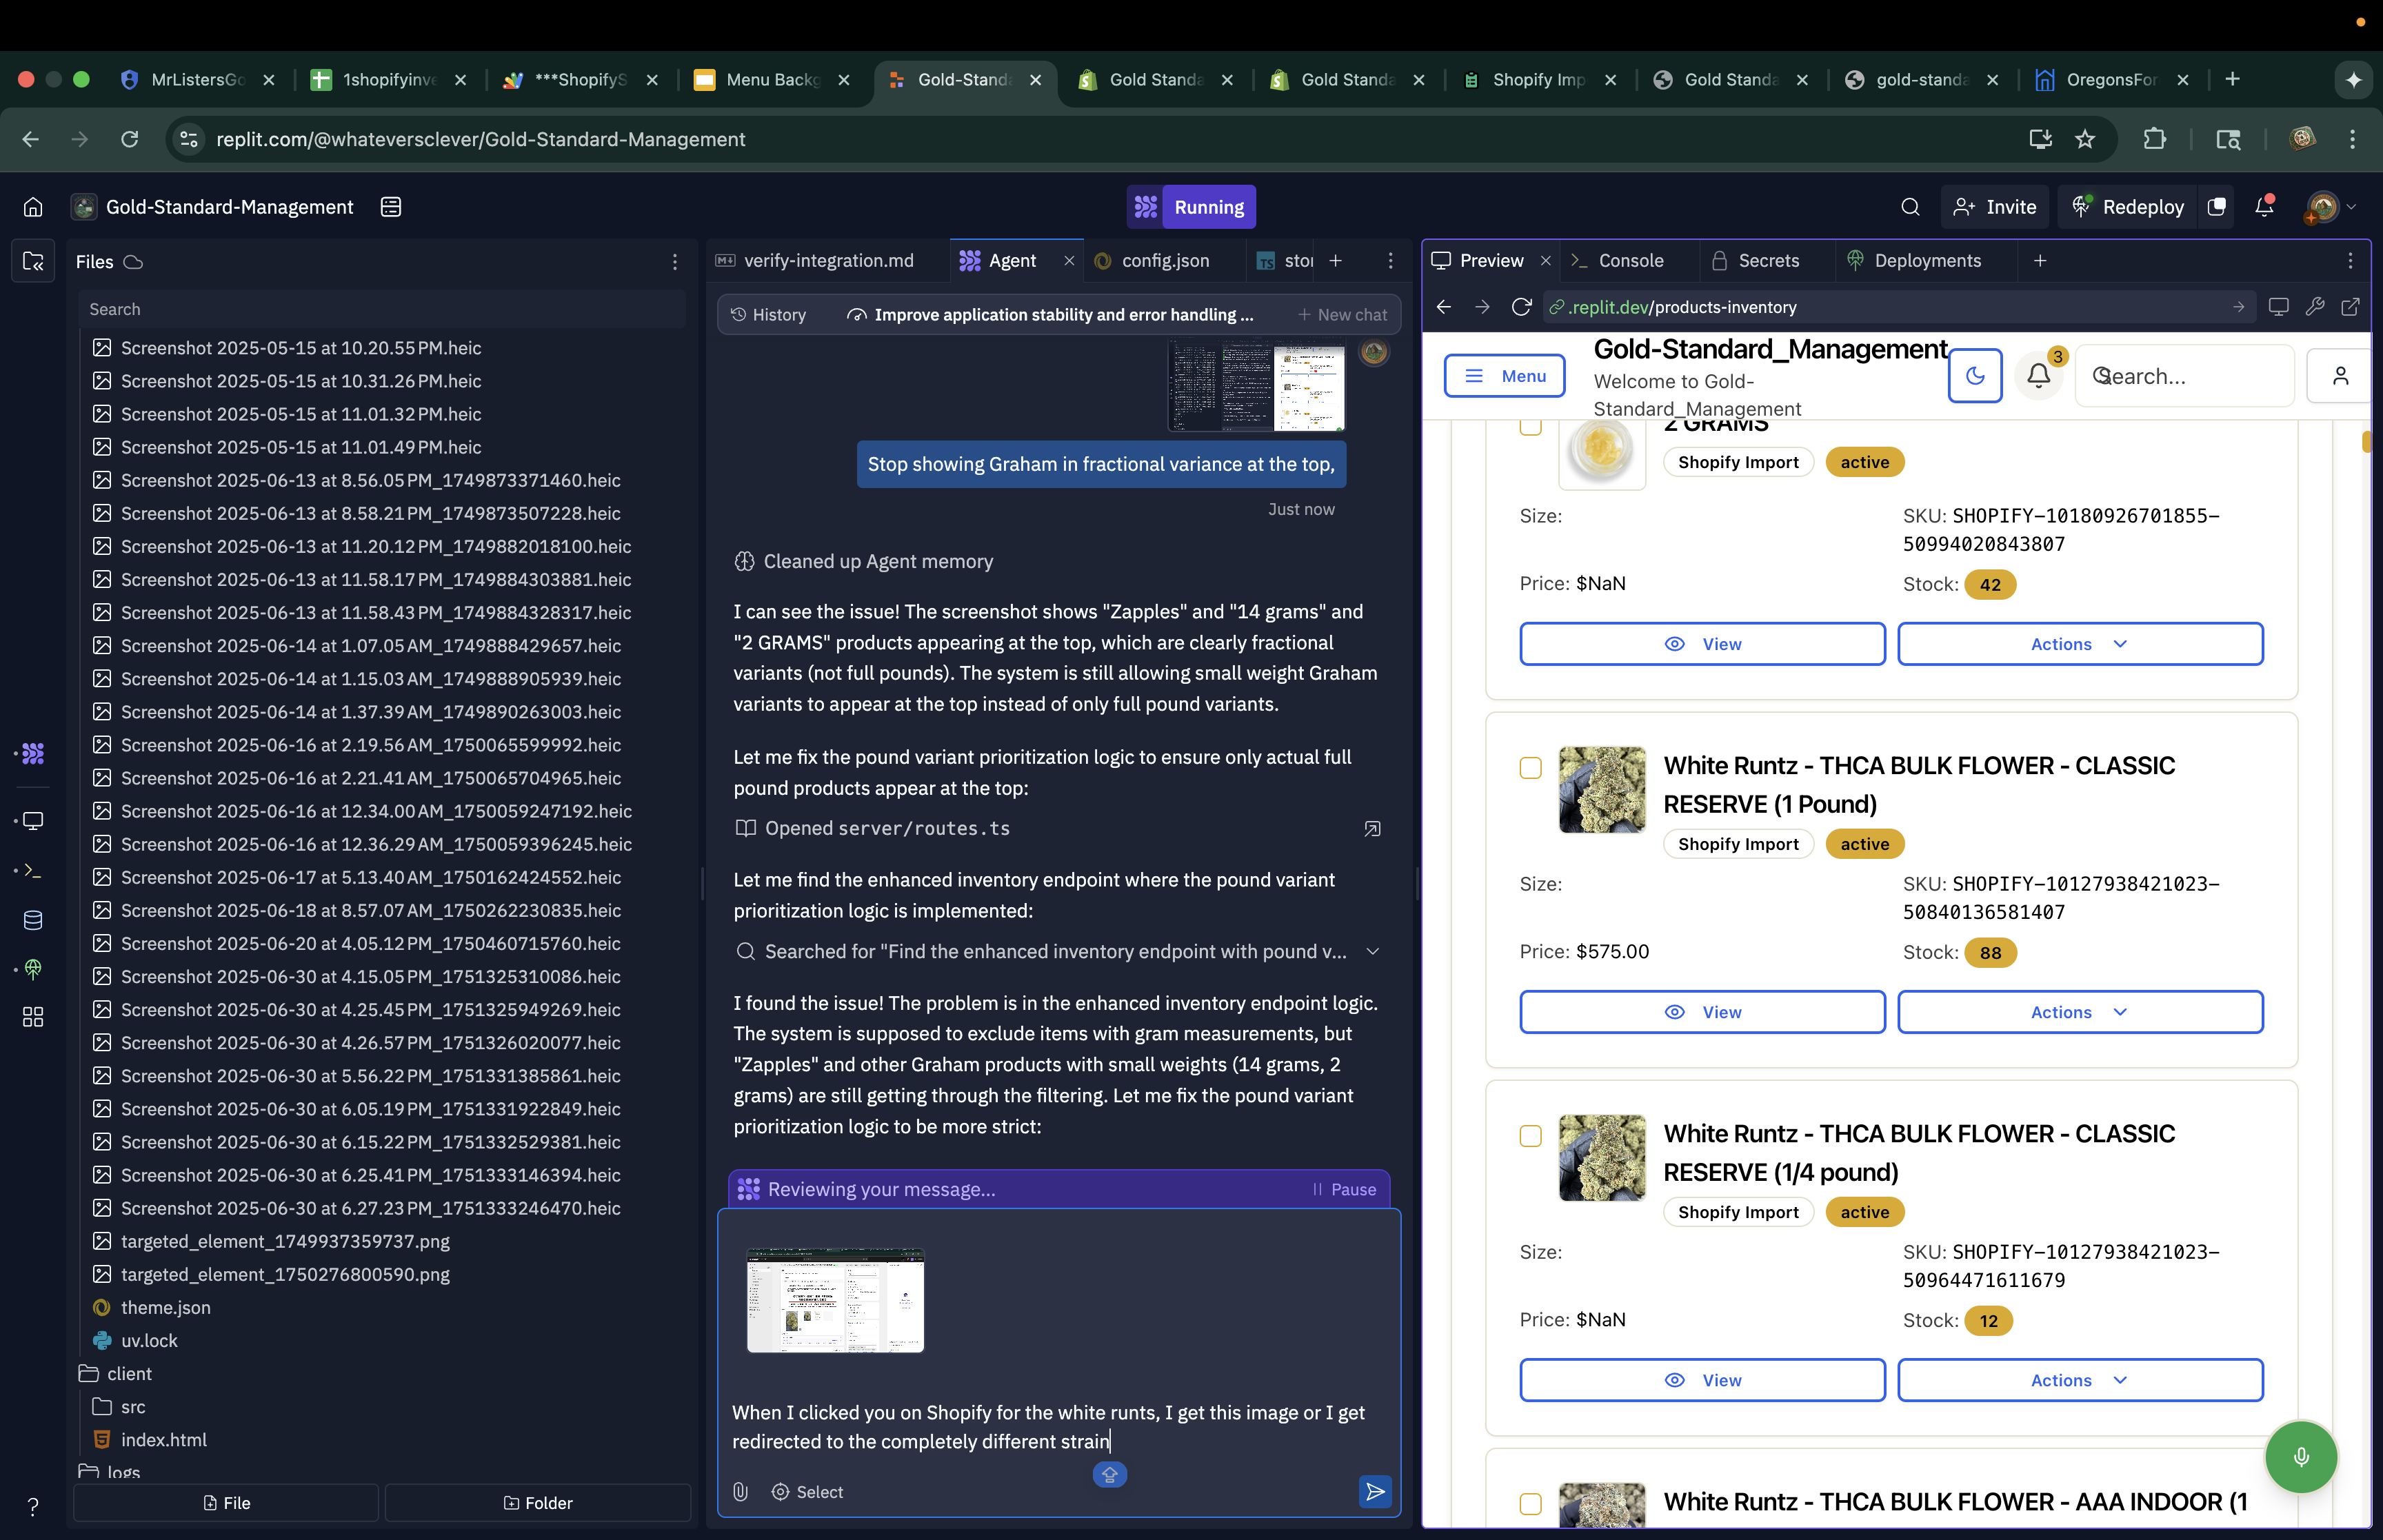 MrListersGo
1shopifyinve
***ShopifyS
Menu Backg
Gold-Standa
Gold Standa
Gold Standa
Shopify Imp
Gold Standa
gold-standa
OregonsFor
replit.com/@whateversclever/Gold-Standard-Management
Gold-Standard-Management
Running
Invite
Redeploy
Files
Search
Screenshot 2025-05-15 at 10.20.55 PM.heic
Screenshot 2025-05-15 at 10.31.26 PM.heic
Screenshot 2025-05-15 at 11.01.32 PM.heic
Screenshot 2025-05-15 at 11.01.49 PM.heic
Screenshot 2025-06-13 at 8.56.05 PM_1749873371460.heic
Screenshot 2025-06-13 at 8.58.21 PM_1749873507228.heic
Screenshot 2025-06-13 at 11.20.12 PM_1749882018100.heic
Screenshot 2025-06-13 at 11.58.17 PM_1749884303881.heic
Screenshot 2025-06-13 at 11.58.43 PM_1749884328317.heic
Screenshot 2025-06-14 at 1.07.05 AM_1749888429657.heic
Screenshot 2025-06-14 at 1.15.03 AM_1749888905939.heic
Screenshot 2025-06-14 at 1.37.39 AM_1749890263003.heic
Screenshot 2025-06-16 at 2.19.56 AM_1750065599992.heic
Screenshot 2025-06-16 at 2.21.41 AM_1750065704965.heic
Screenshot 2025-06-16 at 12.34.00 AM_1750059247192.heic
Screenshot 2025-06-16 at 12.36.29 AM_1750059396245.heic
Screenshot 2025-06-17 at 5.13.40 AM_1750162424552.heic
Screenshot 2025-06-18 at 8.57.07 AM_1750262230835.heic
Screenshot 2025-06-20 at 4.05.12 PM_1750460715760.heic
Screenshot 2025-06-30 at 4.15.05 PM_1751325310086.heic
Screenshot 2025-06-30 at 4.25.45 PM_1751325949269.heic
Screenshot 2025-06-30 at 4.26.57 PM_1751326020077.heic
Screenshot 2025-06-30 at 5.56.22 PM_1751331385861.heic
Screenshot 2025-06-30 at 6.05.19 PM_1751331922849.heic
Screenshot 2025-06-30 at 6.15.22 PM_1751332529381.heic
Screenshot 2025-06-30 at 6.25.41 PM_1751333146394.heic
Screenshot 2025-06-30 at 6.27.23 PM_1751333246470.heic
targeted_element_1749937359737.png
targeted_element_1750276800590.png
theme.json
uv.lock
client
src
index.html
logs
File
Folder
verify-integration.md
Agent
config.json
TS
stor
History
Improve application stability and error handling ...
New chat
Stop showing Graham in fractional variance at the top,
Just now
Cleaned up Agent memory
I can see the issue! The screenshot shows "Zapples" and "14 grams" and
"2 GRAMS" products appearing at the top, which are clearly fractional
variants (not full pounds). The system is still allowing small weight Graham
variants to appear at the top instead of only full pound variants.
Let me fix the pound variant prioritization logic to ensure only actual full
pound products appear at the top:
Opened server/routes.ts
Let me find the enhanced inventory endpoint where the pound variant
prioritization logic is implemented:
Searched for "Find the enhanced inventory endpoint with pound v...
I found the issue! The problem is in the enhanced inventory endpoint logic.
The system is supposed to exclude items with gram measurements, but
"Zapples" and other Graham products with small weights (14 grams, 2
grams) are still getting through the filtering. Let me fix the pound variant
prioritization logic to be more strict:
Reviewing your message...
Pause
When I clicked you on Shopify for the white runts, I get this image or I get
redirected to the completely different strain
Select
Preview
Console
Secrets
Deployments
.replit.dev/products-inventory
Menu
Gold-Standard_Management
Welcome to Gold-
Standard_Management
3
Search...
2 GRAMS
Shopify Import
active
Size:
SKU: SHOPIFY-10180926701855-
50994020843807
Price: $NaN
Stock: 42
View
Actions
White Runtz - THCA BULK FLOWER - CLASSIC
RESERVE (1 Pound)
Shopify Import
active
Size:
SKU: SHOPIFY-10127938421023-
50840136581407
Price: $575.00
Stock: 88
View
Actions
White Runtz - THCA BULK FLOWER - CLASSIC
RESERVE (1/4 pound)
Shopify Import
active
Size:
SKU: SHOPIFY-10127938421023-
50964471611679
Price: $NaN
Stock: 12
View
Actions
White Runtz - THCA BULK FLOWER - AAA INDOOR (1